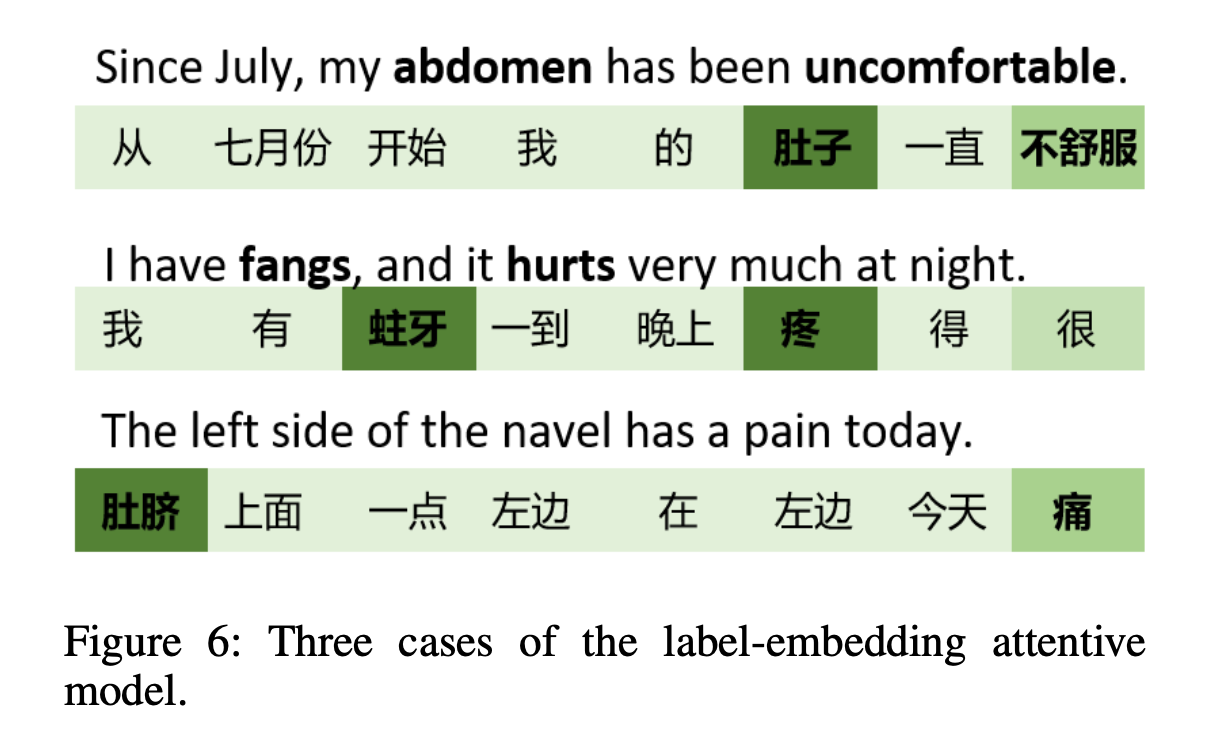 Since July, my abdomen has been uncomfortable.
从 七月份 开始 我 的 肚子 一直 不舒服
I have fangs, and it hurts very much at night.
我 有 蛀牙 一到 晚上 疼 得 很
The left side of the navel has a pain today.
肚脐 上面 一点 左边 在 左边 今天 痛
Figure 6: Three cases of the label-embedding attentive
model.